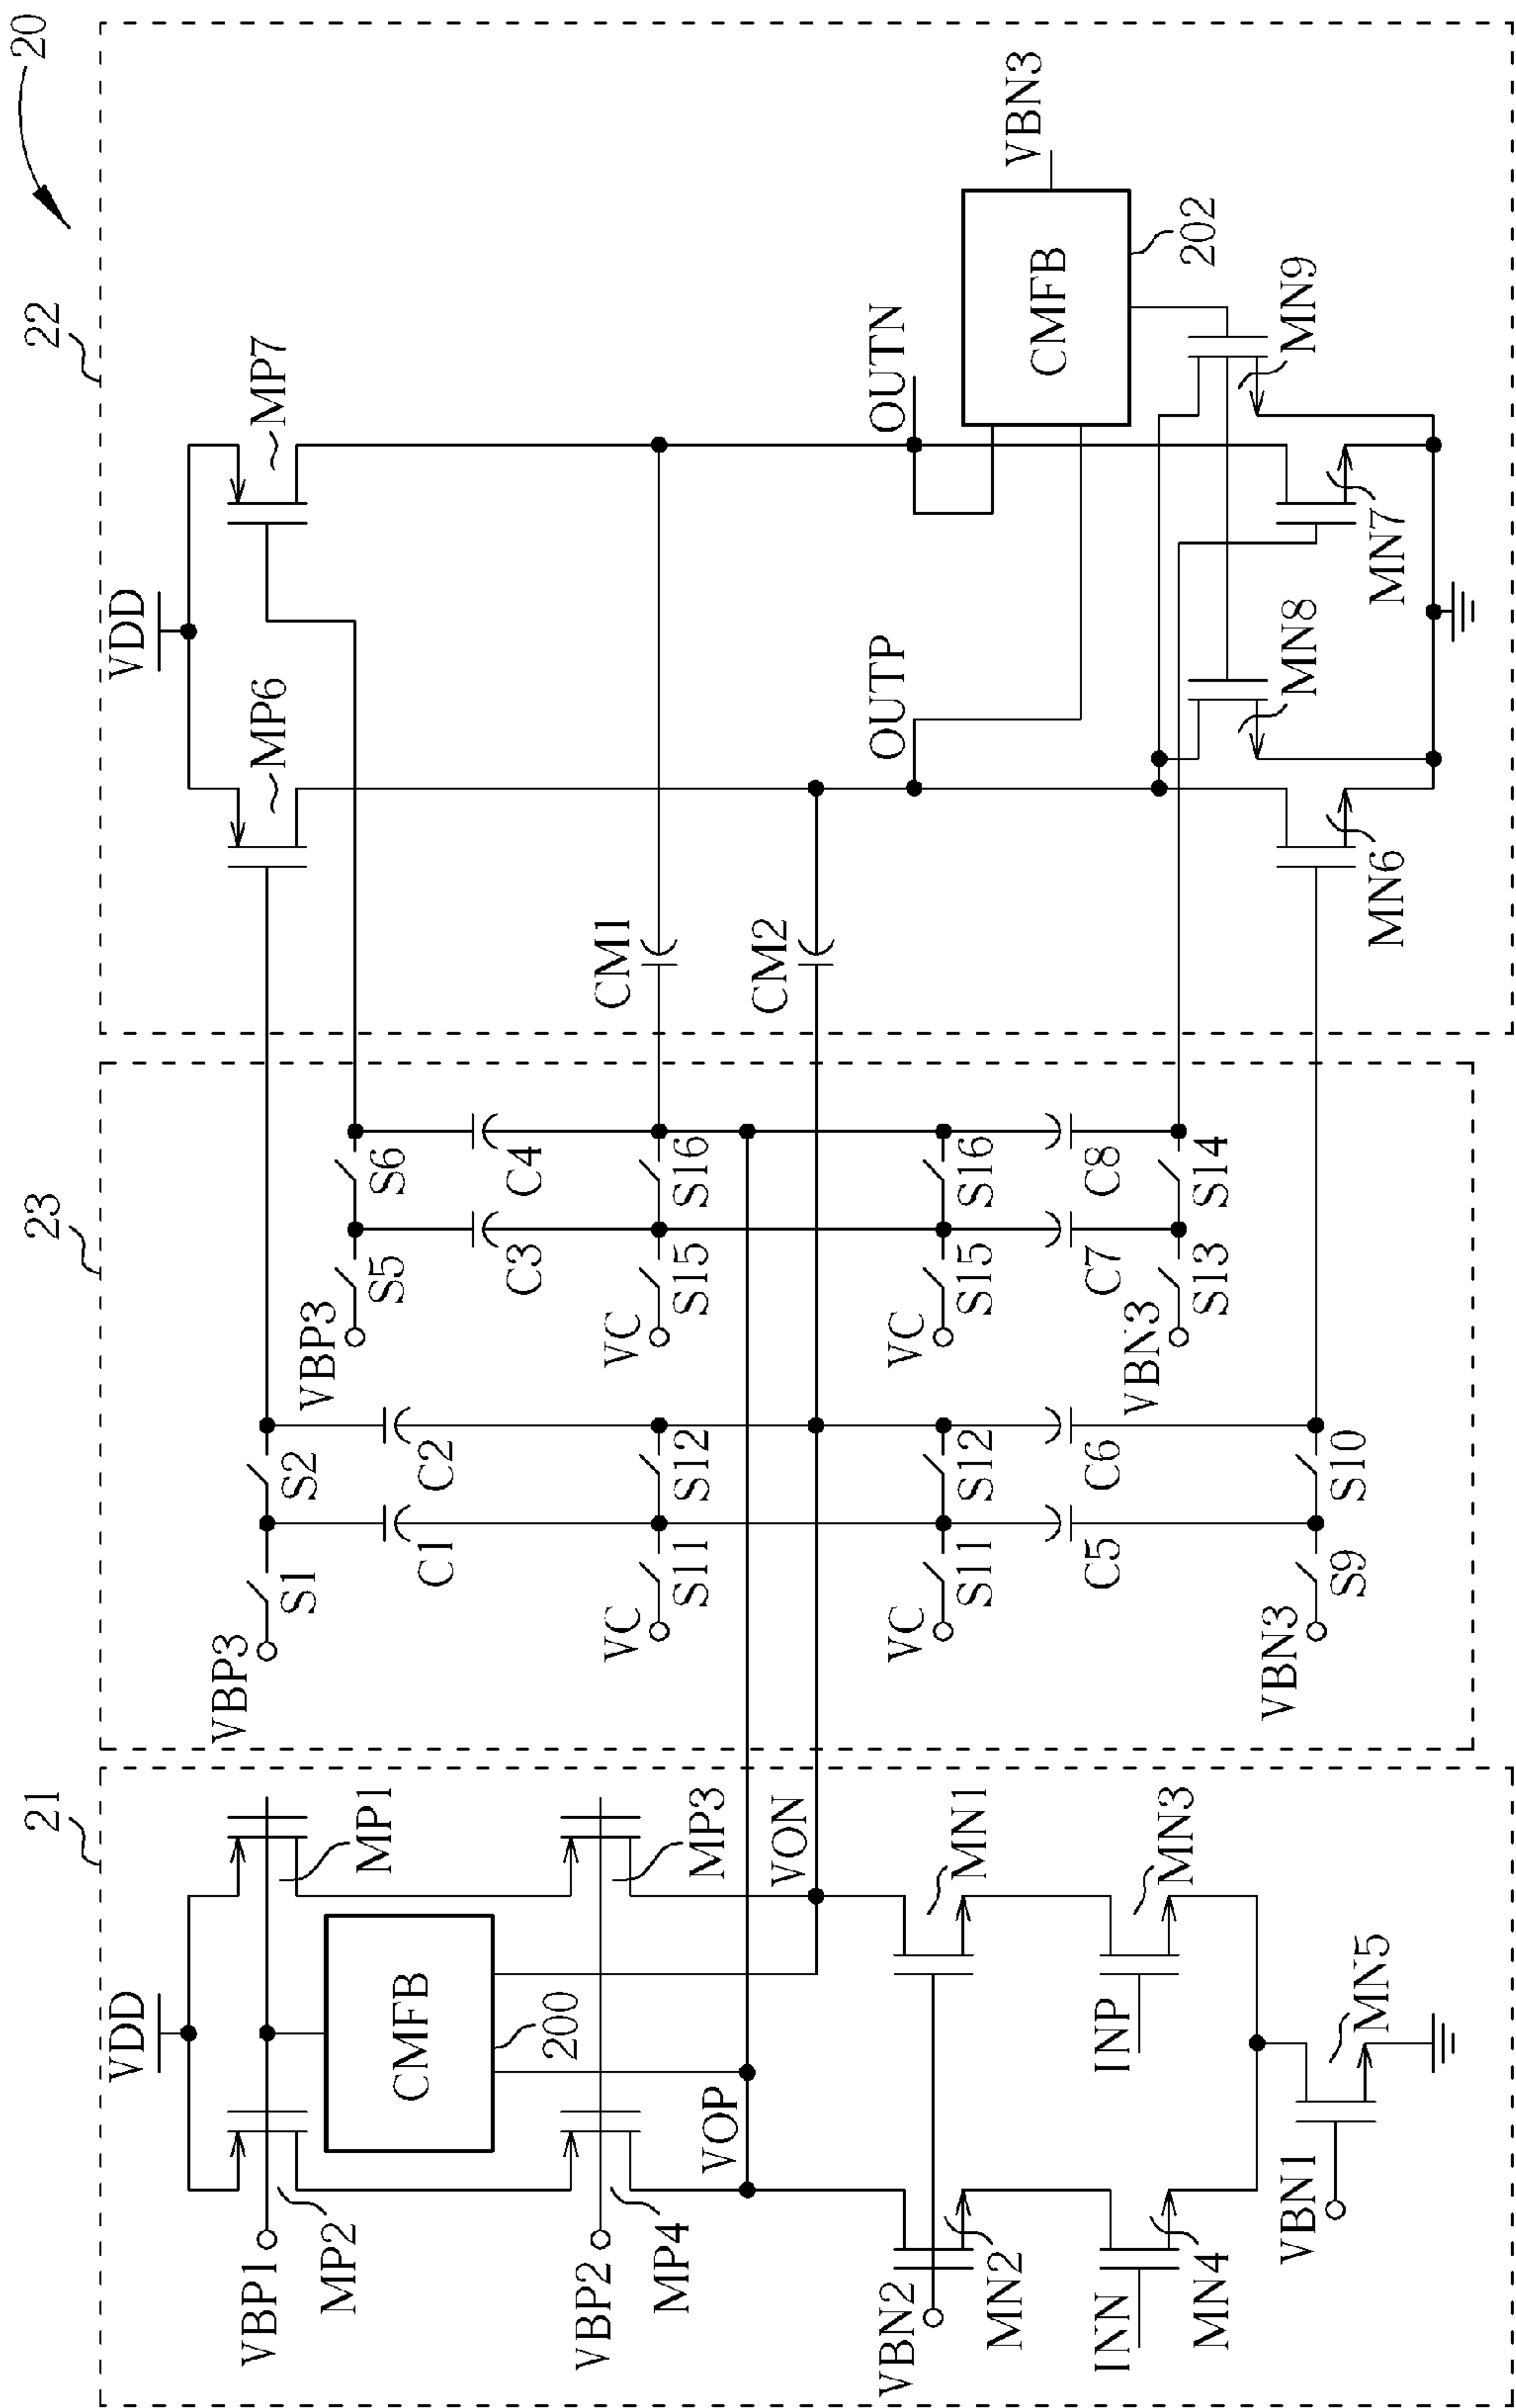 20
21
VDD
VBP1
MP2
MP1
CMFB
200
VBP2
MP4
MP3
VOP
VON
VBN2
MN2
MN1
INN
MN4
INP
MN3
VBN1
MN5
23
VBP3
S1
S2
C1
C2
VC
S11
S12
VC
S11
S12
C5
C6
VBN3
S9
S10
VBP3
S5
S6
C3
C4
VC
S15
S16
VC
S15
S16
C7
C8
VBN3
S13
S14
22
VDD
MP6
MP7
CM1
CM2
OUTP
OUTN
CMFB
VBN3
202
MN8
MN9
MN6
MN7